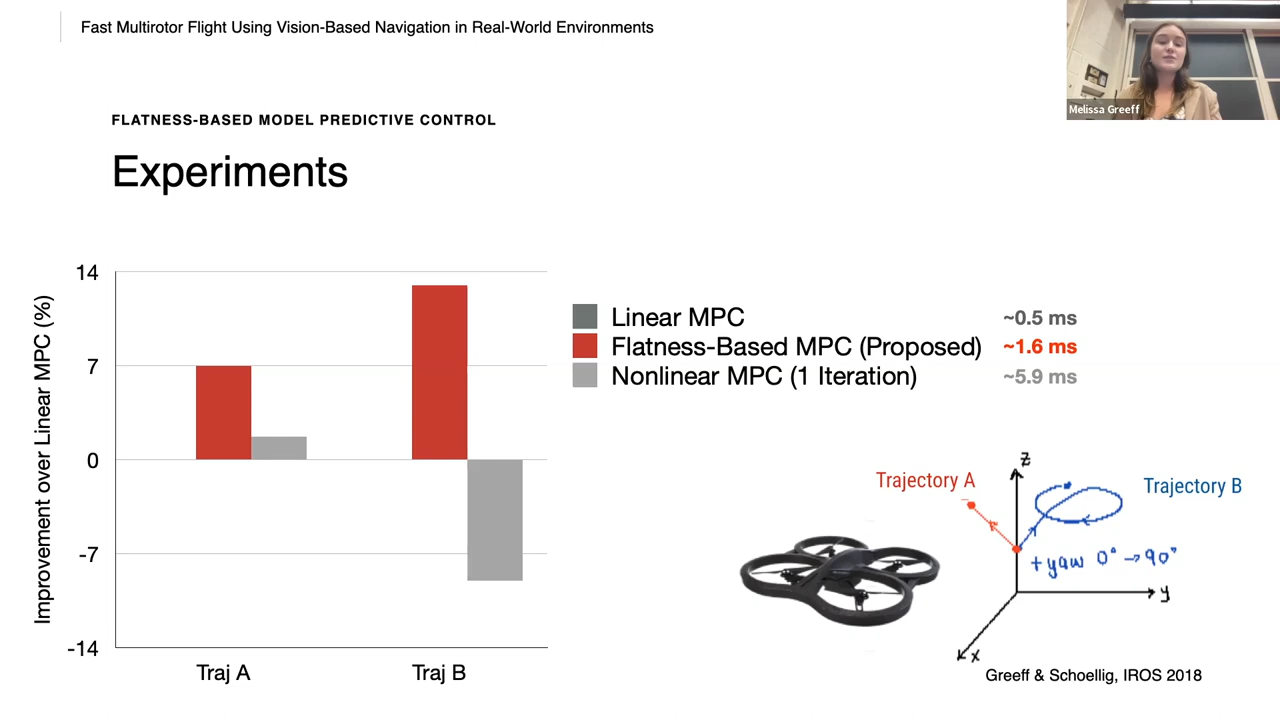 Fast Multirotor Flight Using Vision-Based Navigation in Real-World Environments
Melissa Greeff
FLATNESS-BASED MODEL PREDICTIVE CONTROL
Experiments
Improvement over Linear MPC (%)
14
7
0
-7
-14
Traj A
Traj B
Linear MPC ~0.5 ms
Flatness-Based MPC (Proposed) ~1.6 ms
Nonlinear MPC (1 Iteration) ~5.9 ms
Trajectory A
z
Trajectory B
+yaw 0° → 90°
y
x
Greeff & Schoellig, IROS 2018